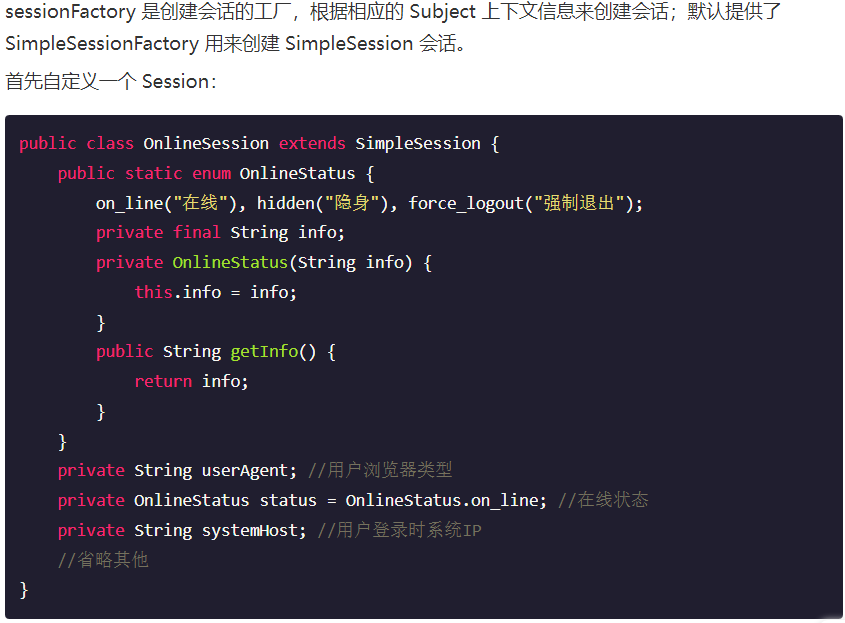 sessionFactory 是创建会话的工厂，根据相应的 Subject 上下文信息来创建会话；默认提供了
SimpleSessionFactory 用来创建 SimpleSession 会话。
首先自定义一个 Session：
public class OnlineSession extends SimpleSession {
    public static enum OnlineStatus {
        on_line("在线"), hidden("隐身"), force_logout("强制退出");
        private final String info;
        private OnlineStatus(String info) {
            this.info = info;
        }
        public String getInfo() {
            return info;
        }
    }
    private String userAgent; //用户浏览器类型
    private OnlineStatus status = OnlineStatus.on_line; //在线状态
    private String systemHost; //用户登录时系统IP
    //省略其他
}